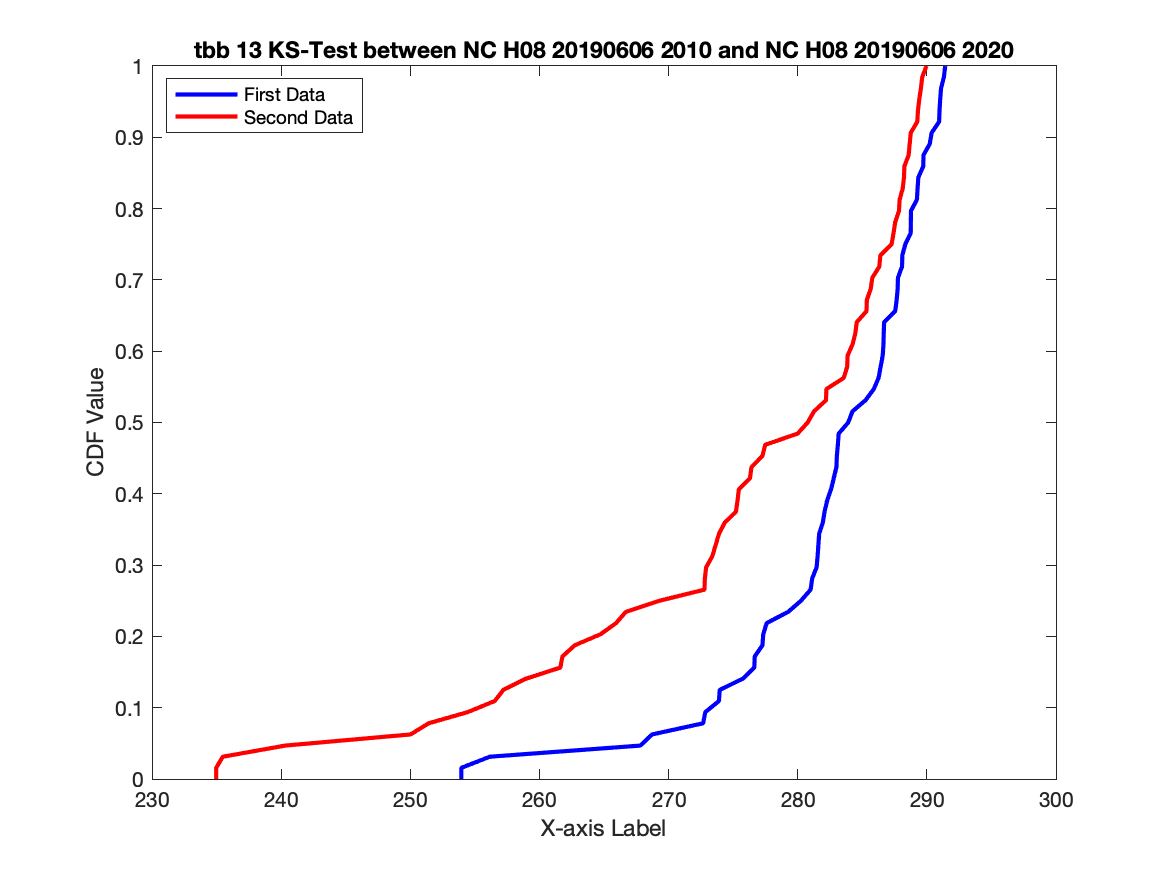 tbb 13 KS-Test between NC H08 20190606 2010 and NC H08 20190606 2020
First Data
Second Data
1
0.9
0.8
0.7
0.6
0.5
0.4
0.3
0.2
0.1
0
CDF Value
230 240 250 260 270 280 290 300
X-axis Label